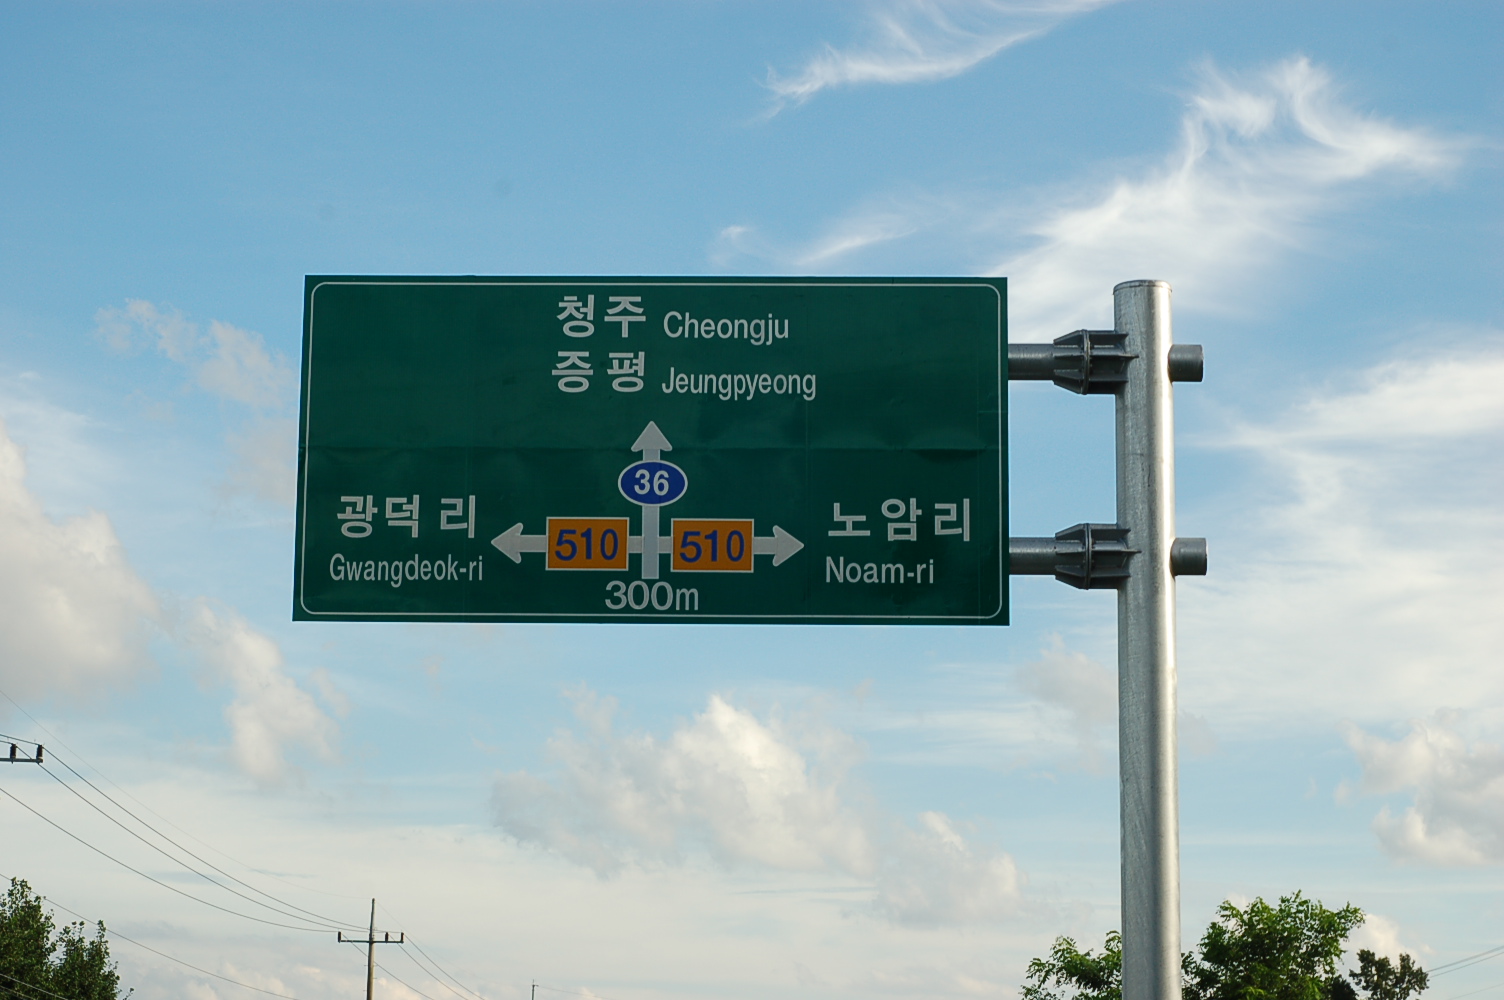 청주 Cheongju
증평 Jeungpyeong
36
광덕리 510 510 노암리
Gwangdeok-ri Noam-ri
300m